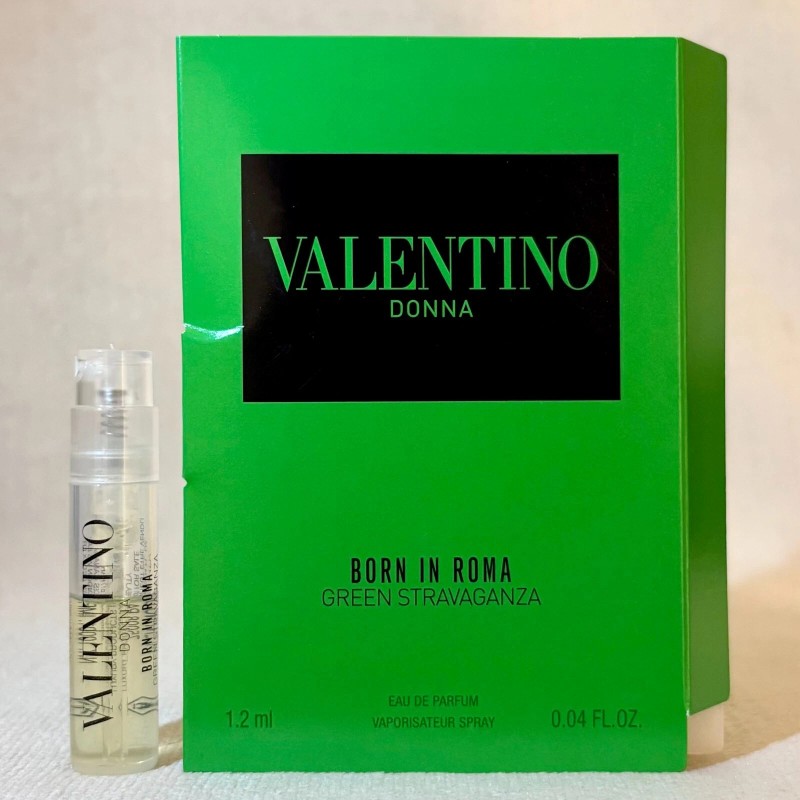 VALENTINO
DONNA
BORN IN ROMA
GREEN STRAVAGANZA
EAU DE PARFUM
1.2 ml VAPORISATEUR SPRAY 0.04 FL.OZ.
VALENTINO
DONNA
BORN IN ROMA
GREEN STRAVAGANZA